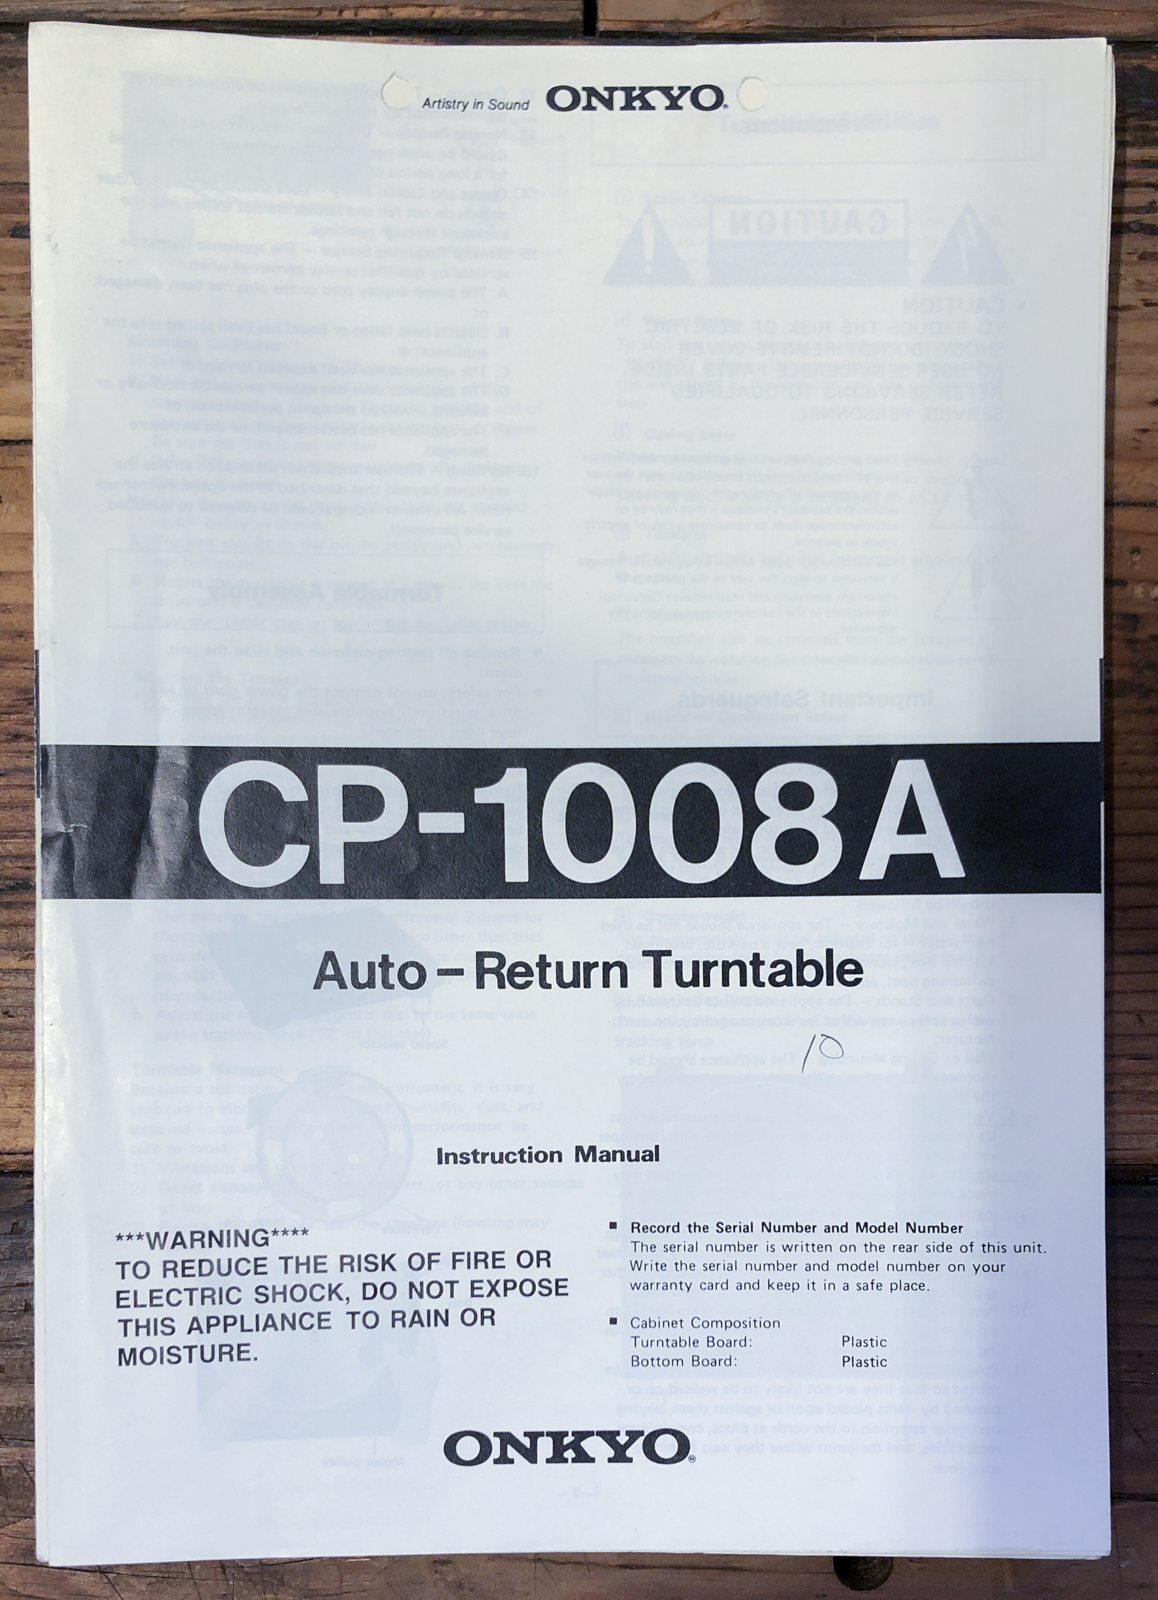 Artistry in Sound ONKYO®
CP-1008A
Auto-Return Turntable
10
Instruction Manual
***WARNING****
TO REDUCE THE RISK OF FIRE OR
ELECTRIC SHOCK, DO NOT EXPOSE
THIS APPLIANCE TO RAIN OR
MOISTURE.
■ Record the Serial Number and Model Number
The serial number is written on the rear side of this unit.
Write the serial number and model number on your
warranty card and keep it in a safe place.
■ Cabinet Composition
Turntable Board: Plastic
Bottom Board: Plastic
ONKYO®